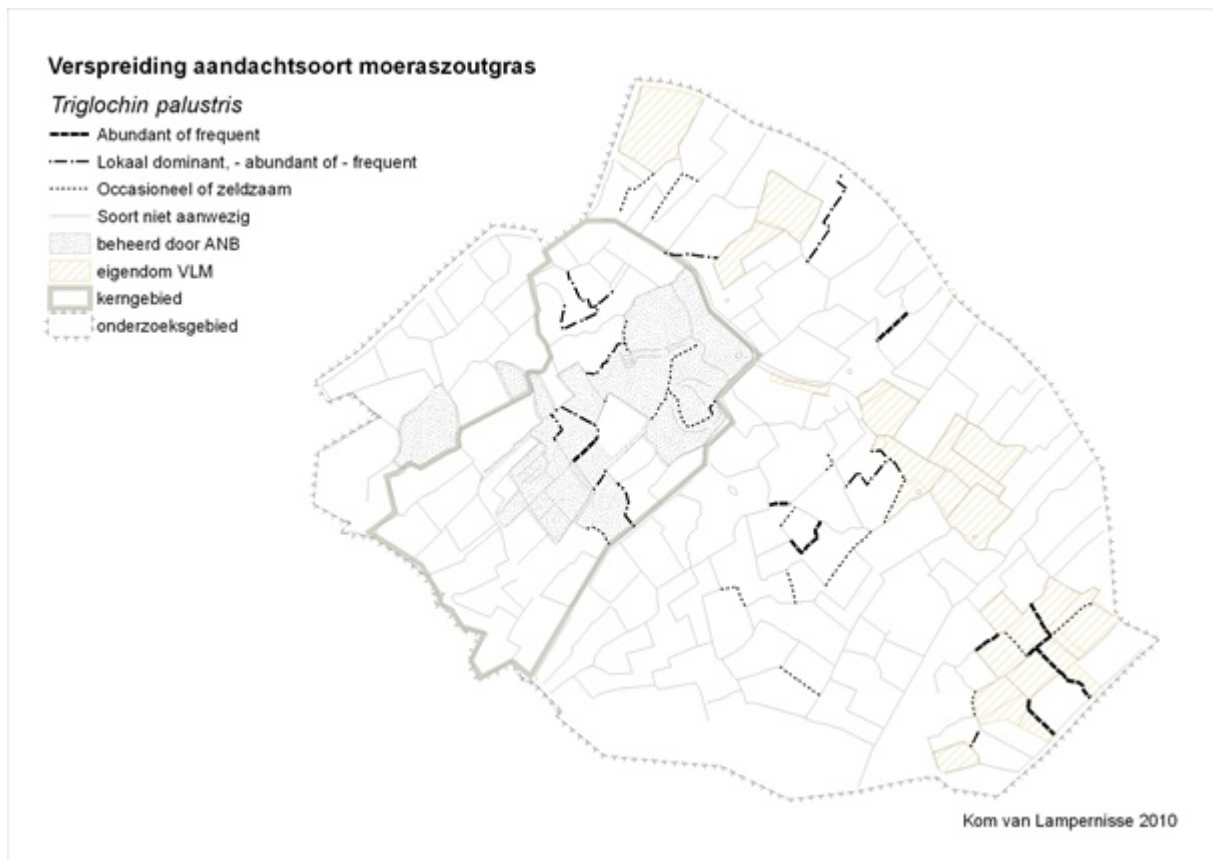 Verspreiding aandachtsoort moeraszoutgras
Triglochin palustris
Abundant of frequent
Lokaal dominant, - abundant of - frequent
Occasioneel of zeldzaam
Soort niet aanwezig
beheerd door ANB
eigendom VLM
kerngebied
onderzoeksgebied
Kom van Lampernisse 2010